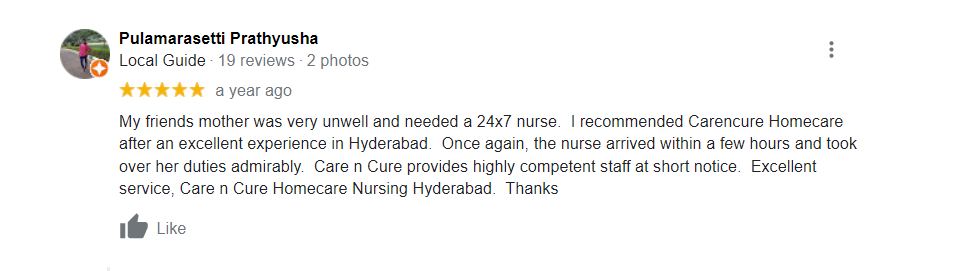 Pulamarasetti Prathyusha
Local Guide · 19 reviews · 2 photos
a year ago
My friends mother was very unwell and needed a 24x7 nurse.  I recommended Carencure Homecare
after an excellent experience in Hyderabad.  Once again, the nurse arrived within a few hours and took
over her duties admirably.  Care n Cure provides highly competent staff at short notice.  Excellent
service, Care n Cure Homecare Nursing Hyderabad.  Thanks
Like